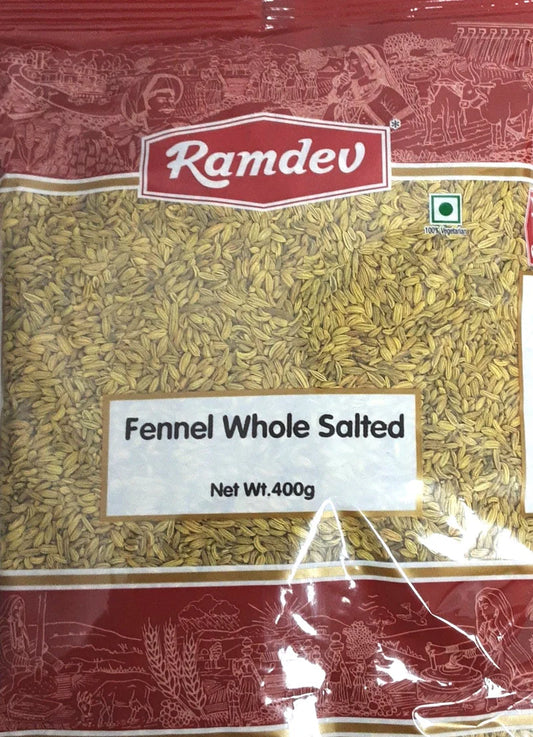 Ramdev
100% Vegetarian
Fennel Whole Salted
Net Wt.400g